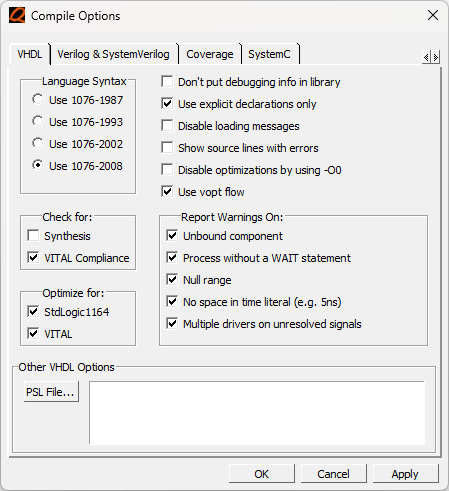 Compile Options
VHDL
Verilog & SystemVerilog
Coverage
SystemC
Language Syntax
Use 1076-1987
Use 1076-1993
Use 1076-2002
Use 1076-2008
Don't put debugging info in library
Use explicit declarations only
Disable loading messages
Show source lines with errors
Disable optimizations by using -O0
Use vopt flow
Check for:
Synthesis
VITAL Compliance
Optimize for:
StdLogic1164
VITAL
Report Warnings On:
Unbound component
Process without a WAIT statement
Null range
No space in time literal (e.g. 5ns)
Multiple drivers on unresolved signals
Other VHDL Options
PSL File...
OK
Cancel
Apply